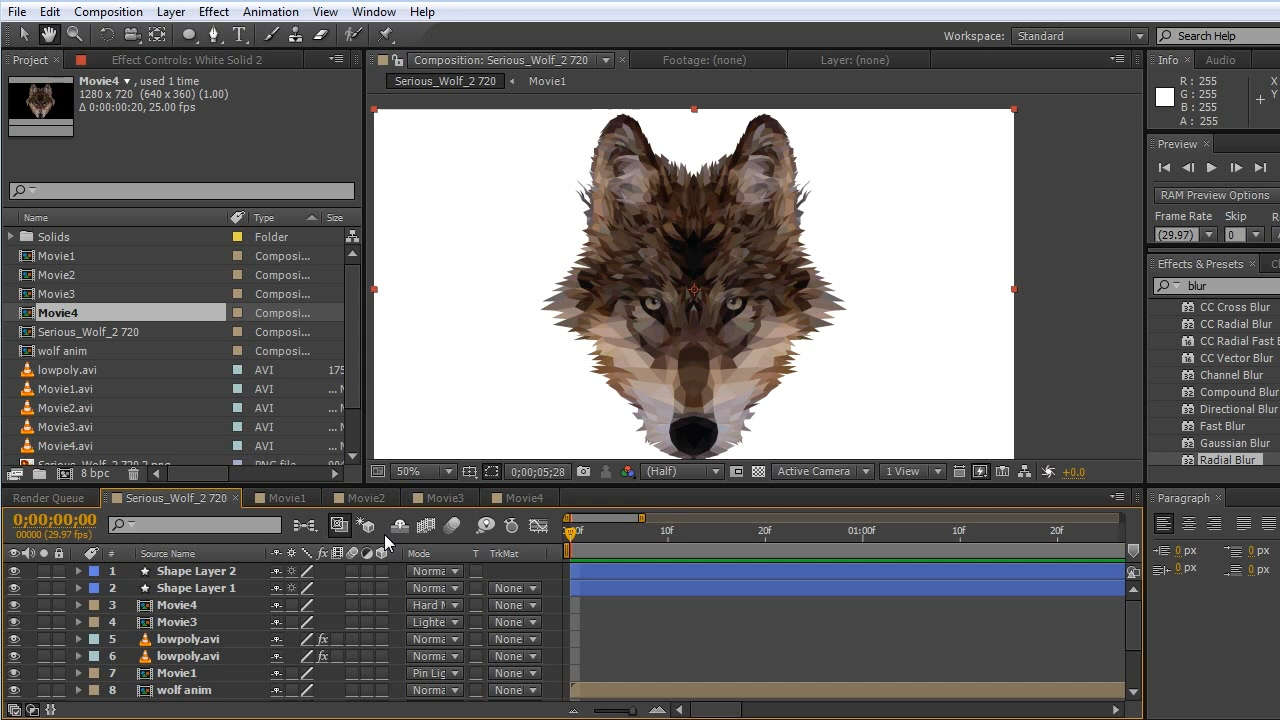 File Edit Composition Layer Effect Animation View Window Help
Workspace: Standard Search Help
Project Effect Controls: White Solid 2 Composition: Serious_Wolf_2 720 Footage: (none) Layer: (none) Info Audio
Serious_Wolf_2 720 Movie1
Movie4 , used 1 time
1280 x 720 (640 x 360) (1.00)
Δ 0:00:00:20, 25.00 fps
R : 255 X
G : 255 Y
B : 255
A : 255
Preview
RAM Preview Options
Frame Rate Skip
(29.97) 0
Effects & Presets
blur
CC Cross Blur
CC Radial Blur
CC Radial Fast
CC Vector Blur
Channel Blur
Compound Blur
Directional Blur
Fast Blur
Gaussian Blur
Radial Blur
Name Type Size
Solids Folder
Movie1 Composi...
Movie2 Composi...
Movie3 Composi...
Movie4 Composi...
Serious_Wolf_2 720 Composi...
wolf anim Composi...
lowpoly.avi AVI 175
Movie1.avi AVI ...
Movie2.avi AVI ...
Movie3.avi AVI ...
Movie4.avi AVI ...
Serious_Wolf_2 720 2.png PNG file
8 bpc
50% 0;00;05;28 (Half) Active Camera 1 View +0.0
Render Queue Serious_Wolf_2 720 Movie1 Movie2 Movie3 Movie4 Paragraph
0;00;00;00
00000 (29.97 fps)
10f 20f 01:00f 10f 20f
# Source Name fx Mode T TrkMat
1 Shape Layer 2 Norma
2 Shape Layer 1 Norma None
3 Movie4 Hard None
4 Movie3 Lighte None
5 lowpoly.avi fx Norma None
6 lowpoly.avi fx Norma None
7 Movie1 Pin Lig None
8 wolf anim Norma None
0 px 0 px
0 px 0 px